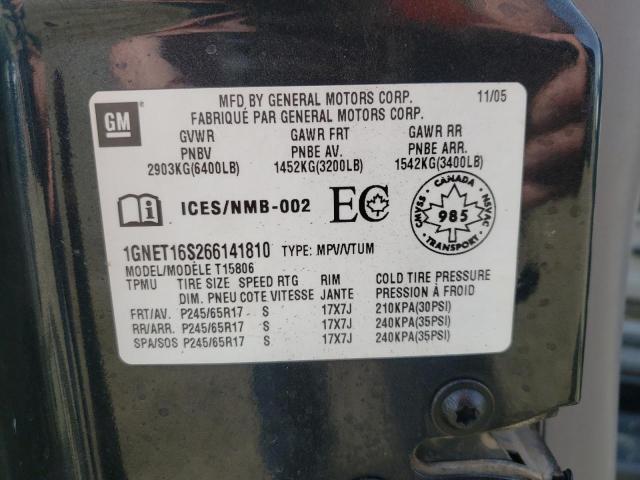 GM
MFD BY GENERAL MOTORS CORP. 11/05
FABRIQUÉ PAR GENERAL MOTORS CORP.
GVWR GAWR FRT GAWR RR
PNBV PNBE AV. PNBE ARR.
2903KG(6400LB) 1452KG(3200LB) 1542KG(3400LB)
ICES/NMB-002 EC
CANADA
CMVSS 985 NSVAC
TRANSPORT
1GNET16S266141810 TYPE: MPV/VTUM
MODEL/MODÈLE T15806
TPMU TIRE SIZE SPEED RTG RIM COLD TIRE PRESSURE
DIM. PNEU COTE VITESSE JANTE PRESSION À FROID
FRT/AV. P245/65R17 S 17X7J 210KPA(30PSI)
RR/ARR. P245/65R17 S 17X7J 240KPA(35PSI)
SPA/SOS P245/65R17 S 17X7J 240KPA(35PSI)